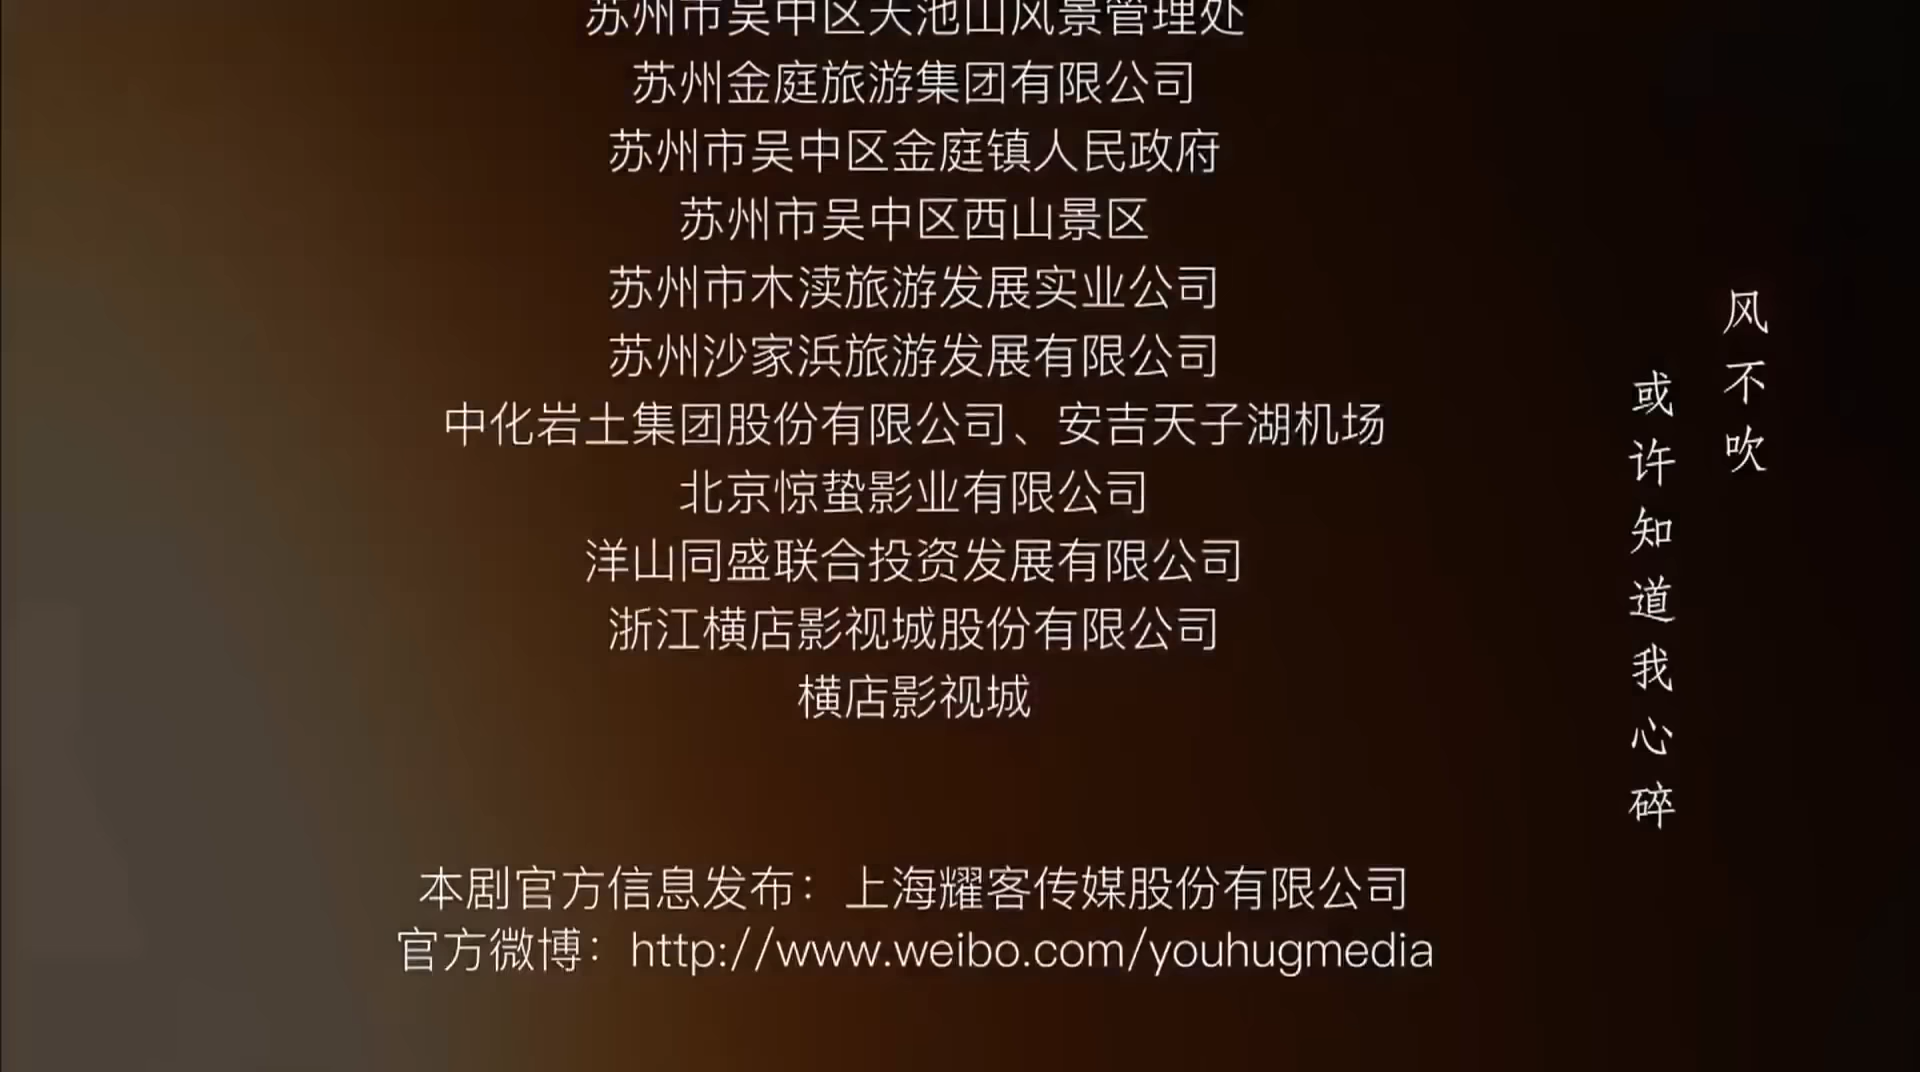 苏州市吴中区天池山风景管理处
苏州金庭旅游集团有限公司
苏州市吴中区金庭镇人民政府
苏州市吴中区西山景区
苏州市木渎旅游发展实业公司
苏州沙家浜旅游发展有限公司
中化岩土集团股份有限公司、安吉天子湖机场
北京惊蛰影业有限公司
洋山同盛联合投资发展有限公司
浙江横店影视城股份有限公司
横店影视城
本剧官方信息发布：上海耀客传媒股份有限公司
官方微博：http://www.weibo.com/youhugmedia
风不吹
或许知道我心碎